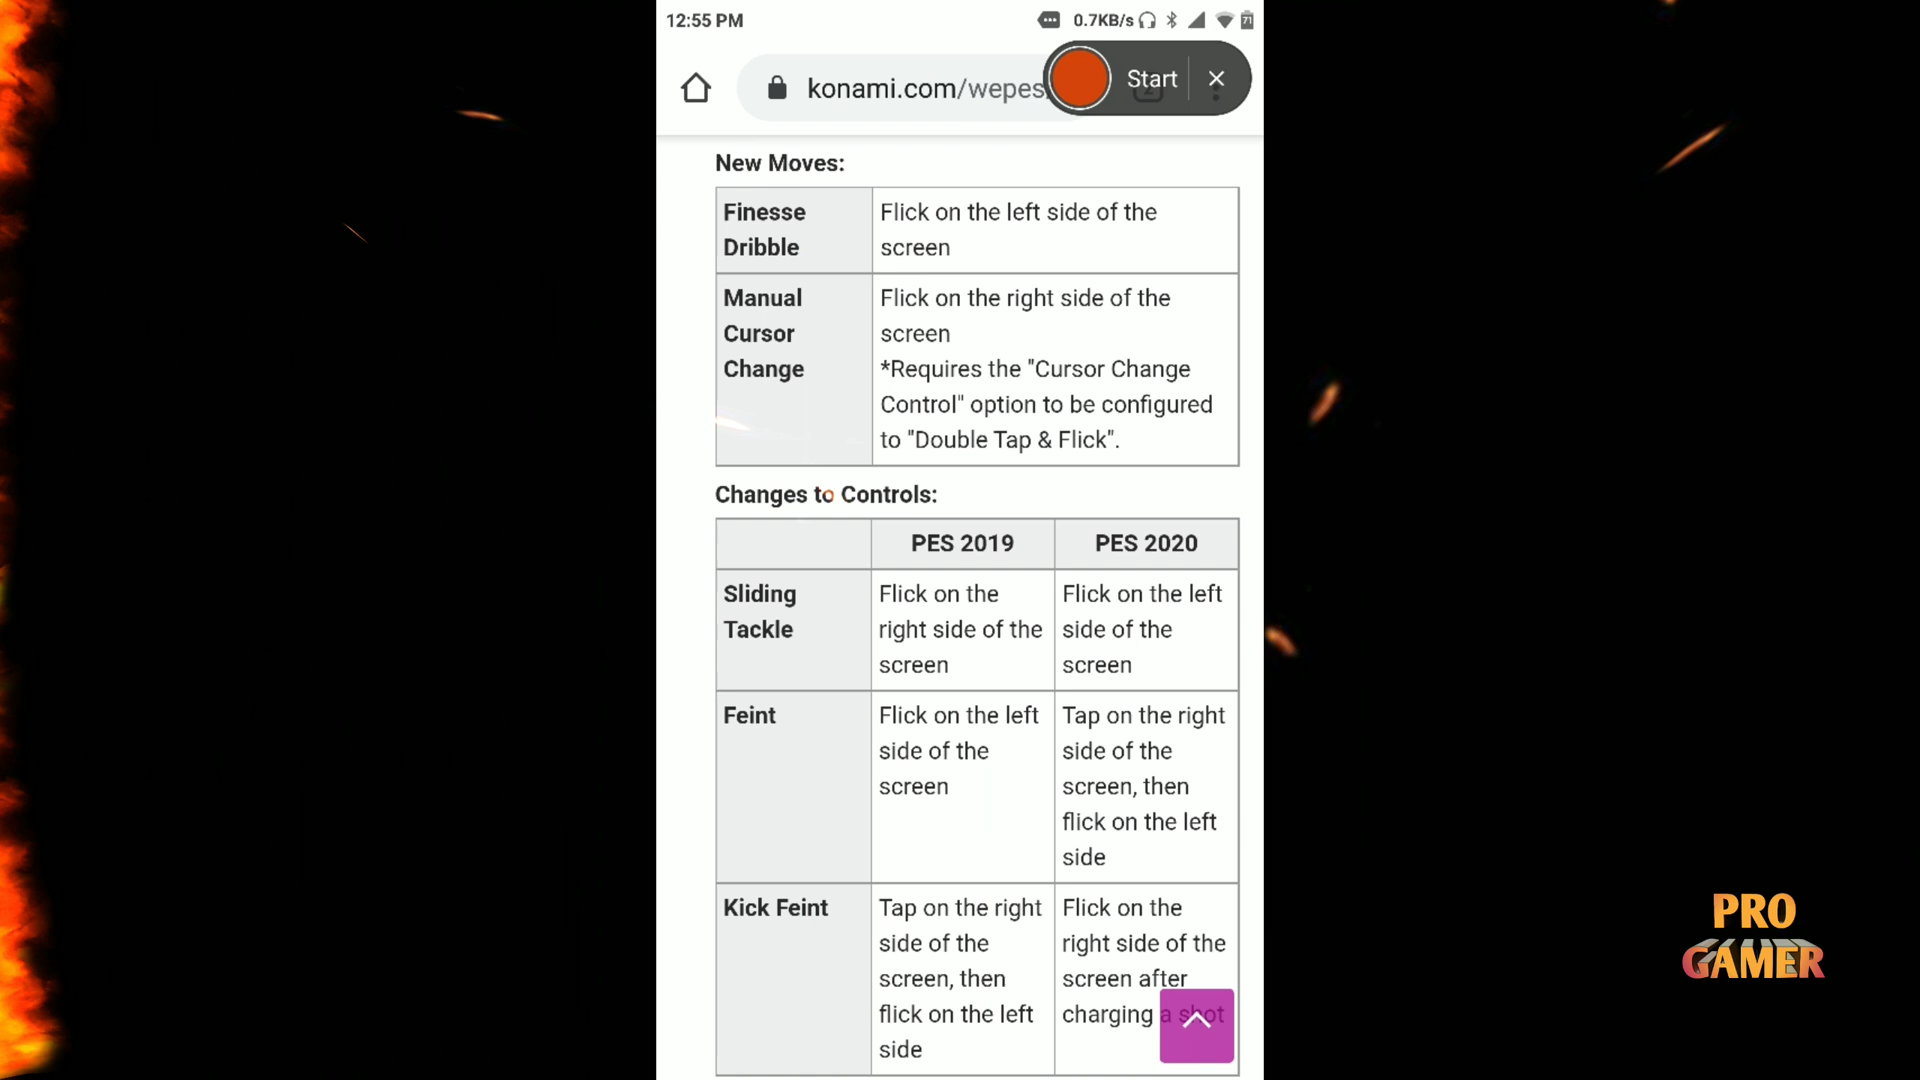 12:55 PM
0.7KB/s
71
konami.com/wepes
Start
New Moves:
Finesse
Dribble
Flick on the left side of the
screen
Manual
Cursor
Change
Flick on the right side of the
screen
*Requires the "Cursor Change
Control" option to be configured
to "Double Tap & Flick".
Changes to Controls:
PES 2019
PES 2020
Sliding
Tackle
Flick on the
right side of the
screen
Flick on the left
side of the
screen
Feint
Flick on the left
side of the
screen
Tap on the right
side of the
screen, then
flick on the left
side
Kick Feint
Tap on the right
side of the
screen, then
flick on the left
side
Flick on the
right side of the
screen after
charging a shot
PRO
GAMER